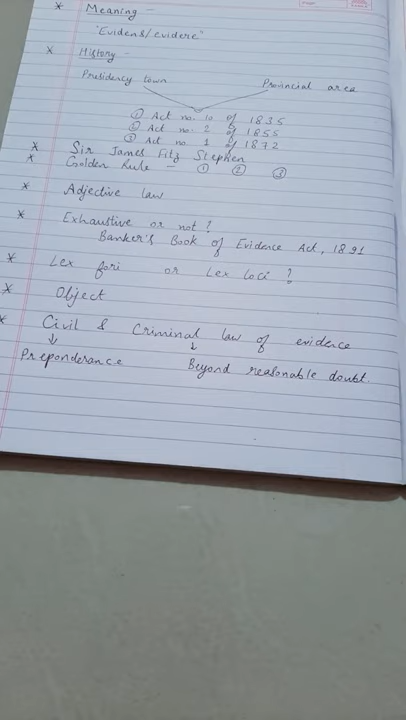 * Meaning -
"Evidens/evidere"
* History -
Presidency town Provincial area
① Act no. 10 of 1835
② Act no. 2 of 1855
③ Act no. 1 of 1872
* Sir James Fitz Stephen
* Golden Rule - ① ② ③
* Adjective law
* Exhaustive or not?
Banker's Book of Evidence Act, 1891
* Lex fori or Lex loci?
* Object
* Civil & Criminal law of evidence
↓ ↓
Preponderance Beyond reasonable doubt.